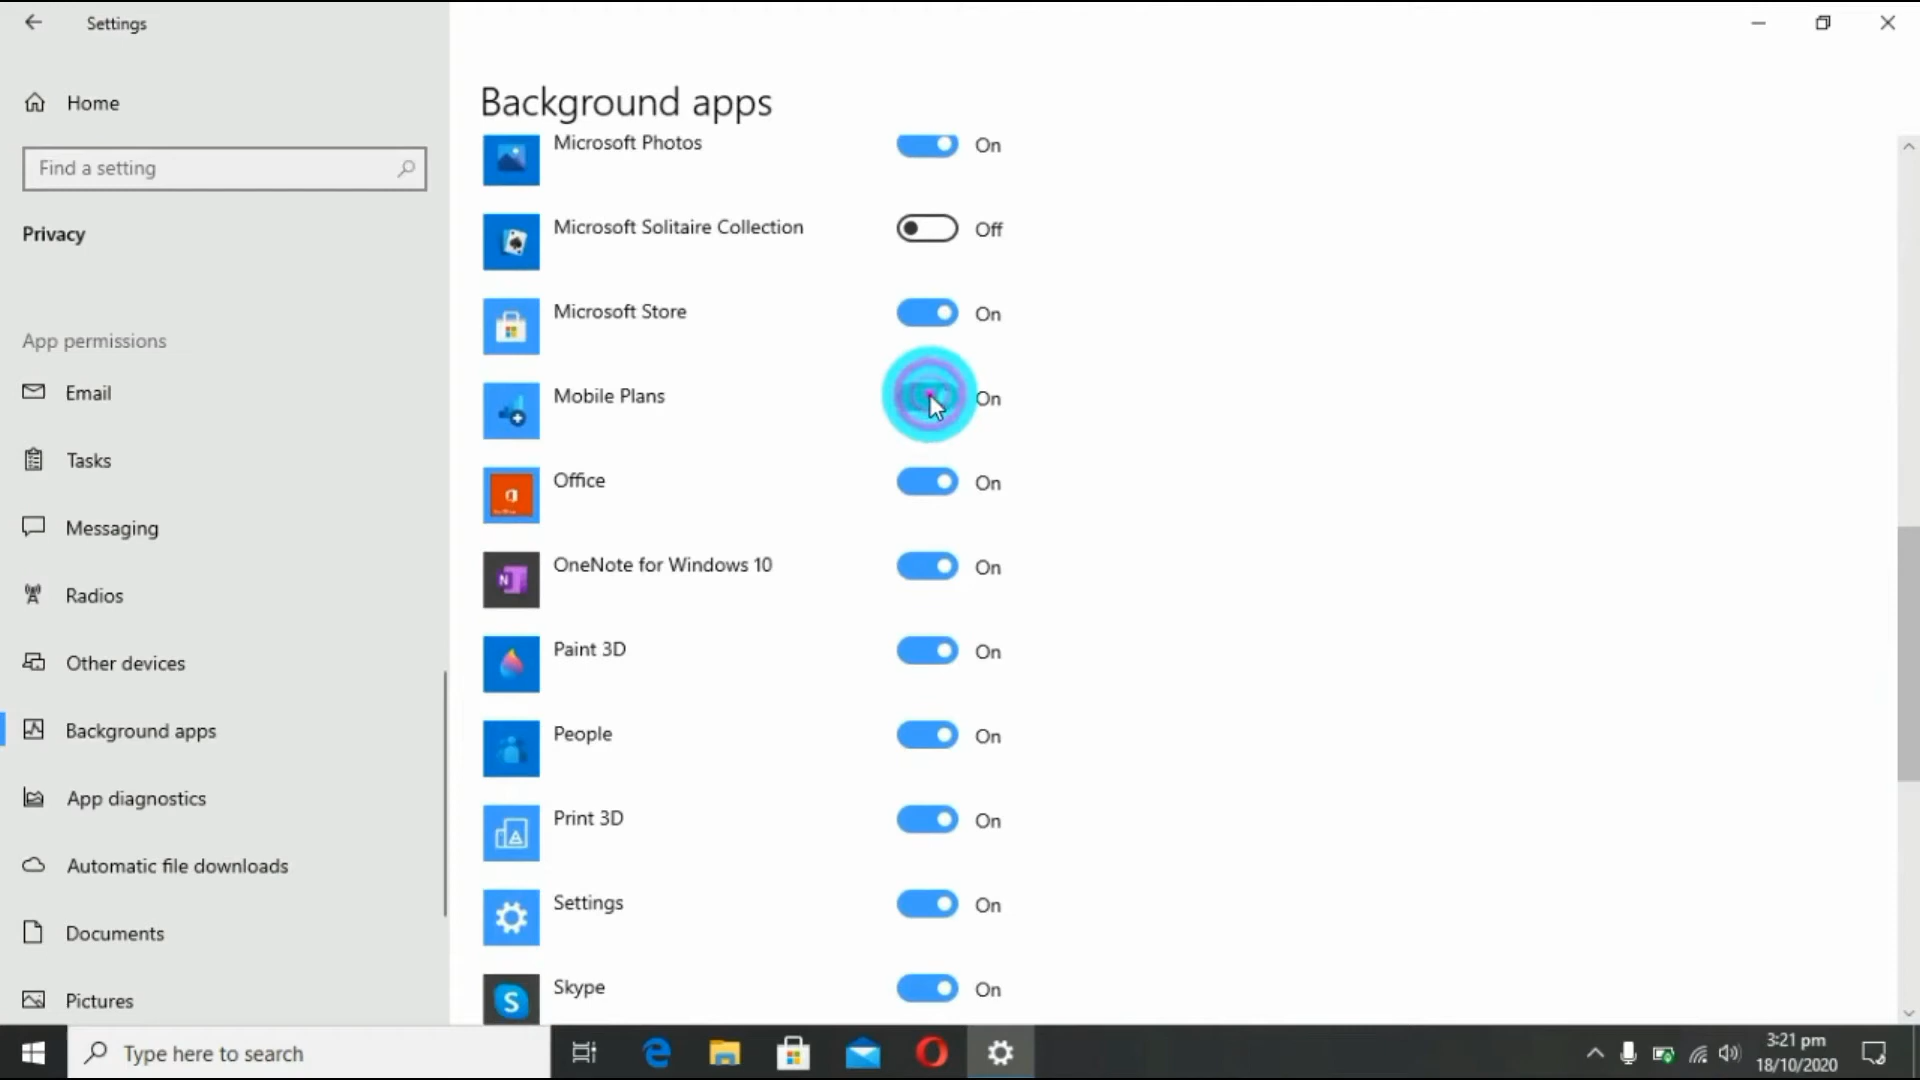 Settings
Home
Find a setting
Privacy
App permissions
Email
Tasks
Messaging
Radios
Other devices
Background apps
App diagnostics
Automatic file downloads
Documents
Pictures
Background apps
Microsoft Photos On
Microsoft Solitaire Collection Off
Microsoft Store On
Mobile Plans On
Office On
OneNote for Windows 10 On
Paint 3D On
People On
Print 3D On
Settings On
Skype On
Type here to search
3:21 pm
18/10/2020